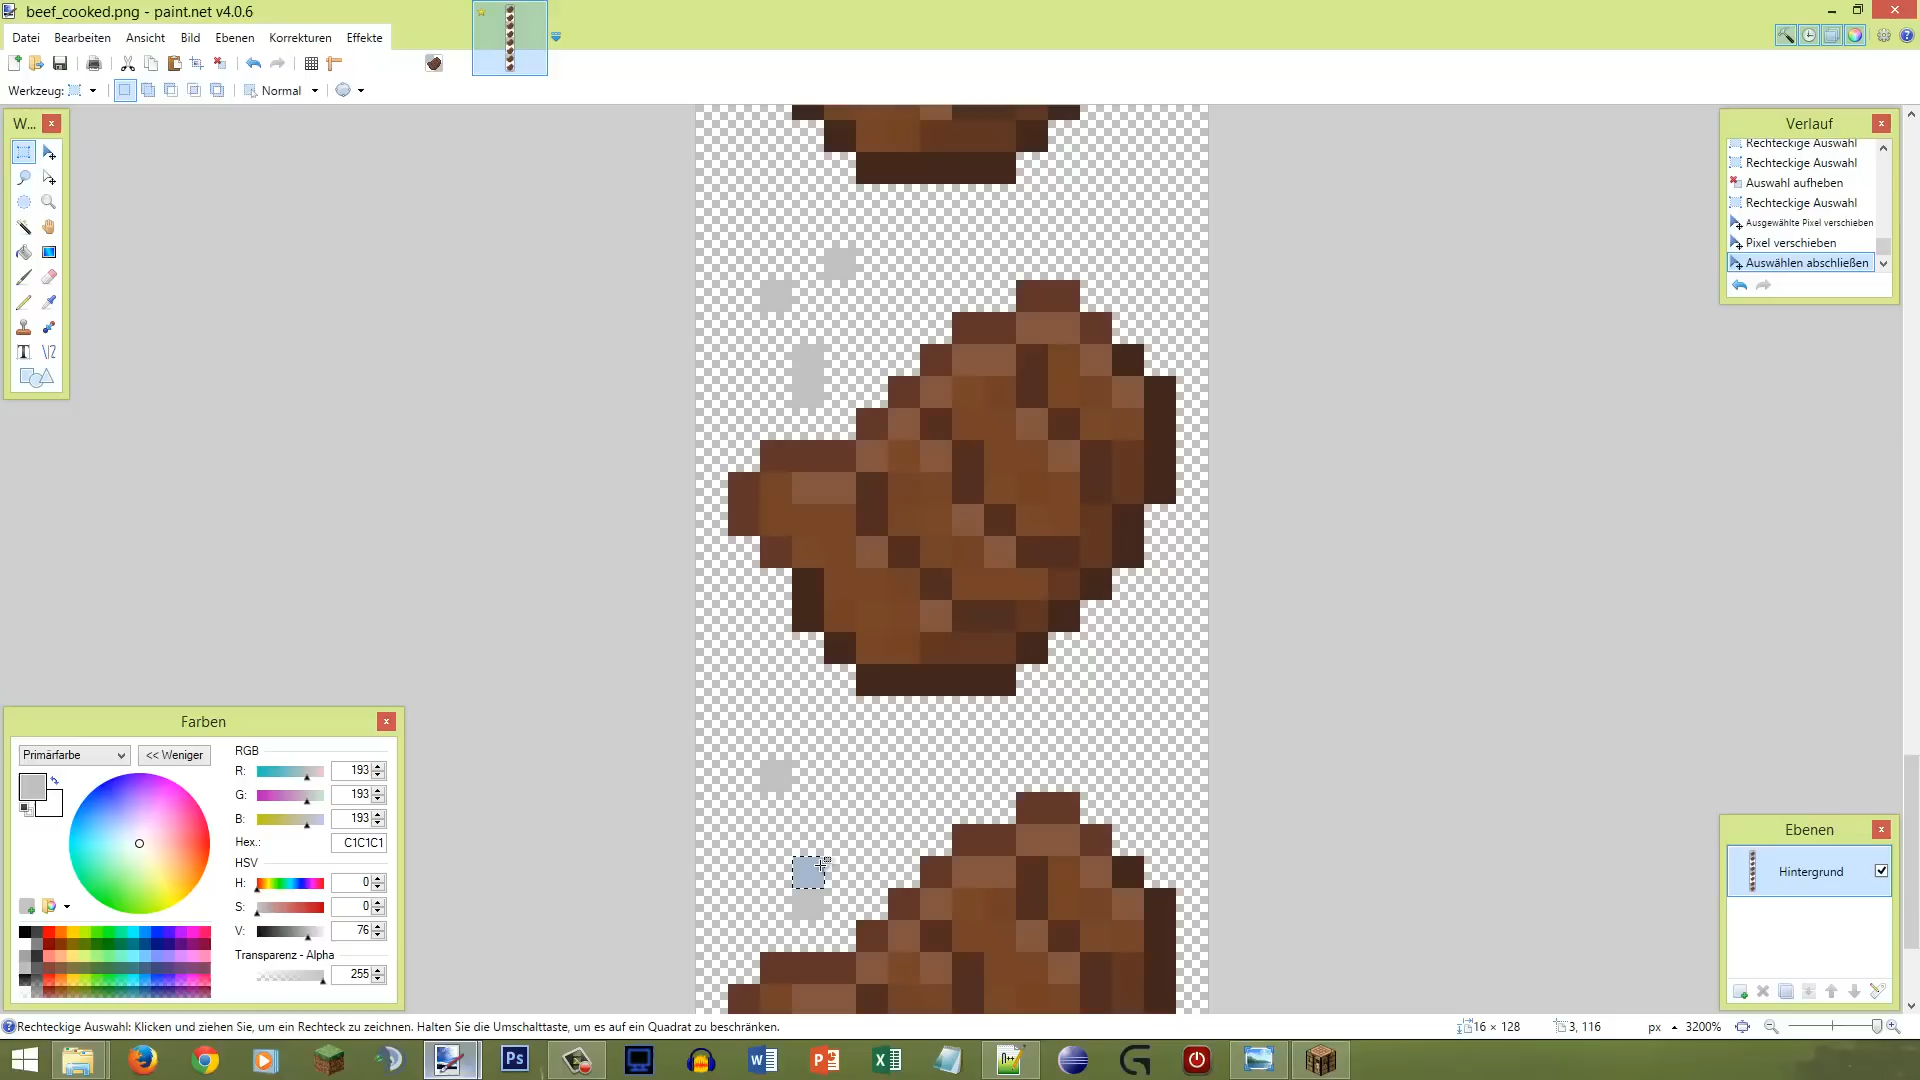 beef_cooked.png - paint.net v4.0.6
Datei Bearbeiten Ansicht Bild Ebenen Korrekturen Effekte
Werkzeug: Normal
W... 
Verlauf
Rechteckige Auswahl
Rechteckige Auswahl
Auswahl aufheben
Rechteckige Auswahl
Ausgewählte Pixel verschieben
Pixel verschieben
Auswählen abschließen
Farben
Primärfarbe
<< Weniger
RGB
R: 193
G: 193
B: 193
Hex.: C1C1C1
HSV
H: 0
S: 0
V: 76
Transparenz - Alpha
255
Ebenen
Hintergrund
Rechteckige Auswahl: Klicken und ziehen Sie, um ein Rechteck zu zeichnen. Halten Sie die Umschalttaste, um es auf ein Quadrat zu beschränken.
16 × 128 3, 116 px 3200%